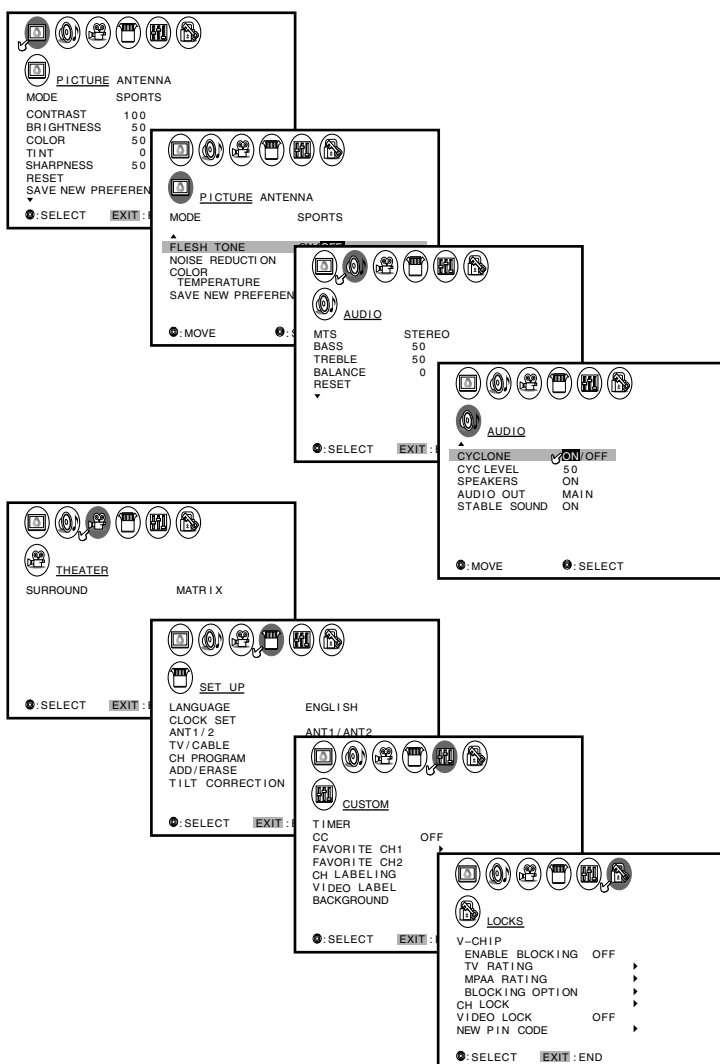 PICTURE ANTENNA
MODE SPORTS
CONTRAST 100
BRIGHTNESS 50
COLOR 50
TINT 0
SHARPNESS 50
RESET
SAVE NEW PREFEREN
:SELECT EXIT :
PICTURE ANTENNA
MODE SPORTS
FLESH TONE
NOISE REDUCTION
COLOR
TEMPERATURE
SAVE NEW PREFEREN
:MOVE :
AUDIO
MTS STEREO
BASS 50
TREBLE 50
BALANCE 0
RESET
:SELECT EXIT :
AUDIO
CYCLONE ON/OFF
CYC LEVEL 50
SPEAKERS ON
AUDIO OUT MAIN
STABLE SOUND ON
:MOVE :SELECT
THEATER
SURROUND MATRIX
:SELECT EXIT :
SET UP
LANGUAGE ENGLISH
CLOCK SET
ANT1/2 ANT1/ANT2
TV/CABLE
CH PROGRAM
ADD/ERASE
TILT CORRECTION
:SELECT EXIT :
CUSTOM
TIMER
CC OFF
FAVORITE CH1
FAVORITE CH2
CH LABELING
VIDEO LABEL
BACKGROUND
:SELECT EXIT :
LOCKS
V-CHIP
ENABLE BLOCKING OFF
TV RATING
MPAA RATING
BLOCKING OPTION
CH LOCK
VIDEO LOCK OFF
NEW PIN CODE
:SELECT EXIT :END